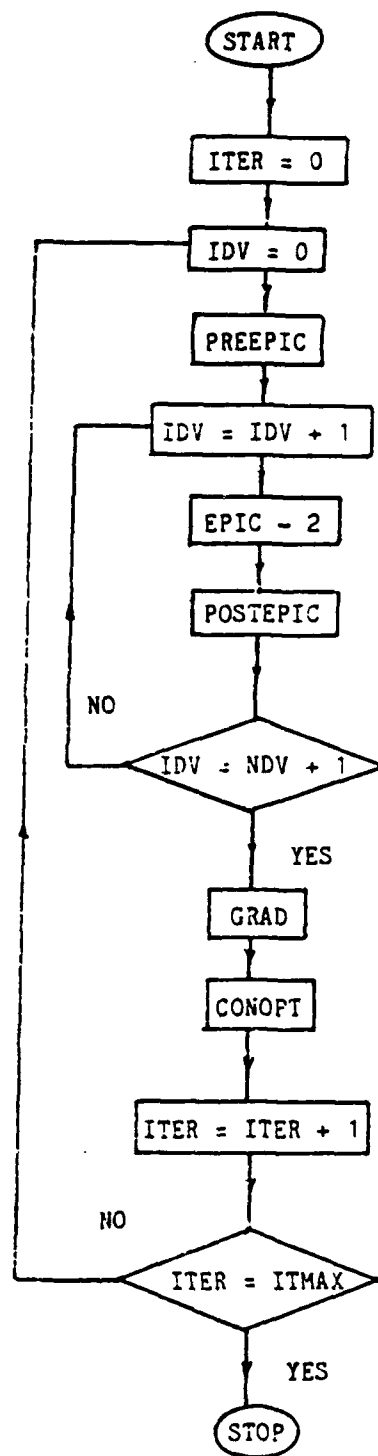 START
ITER = 0
IDV = 0
PREEPIC
IDV = IDV + 1
EPIC - 2
POSTEPIC
NO
IDV = NDV + 1
YES
GRAD
CONOPT
ITER = ITER + 1
NO
ITER = ITMAX
YES
STOP